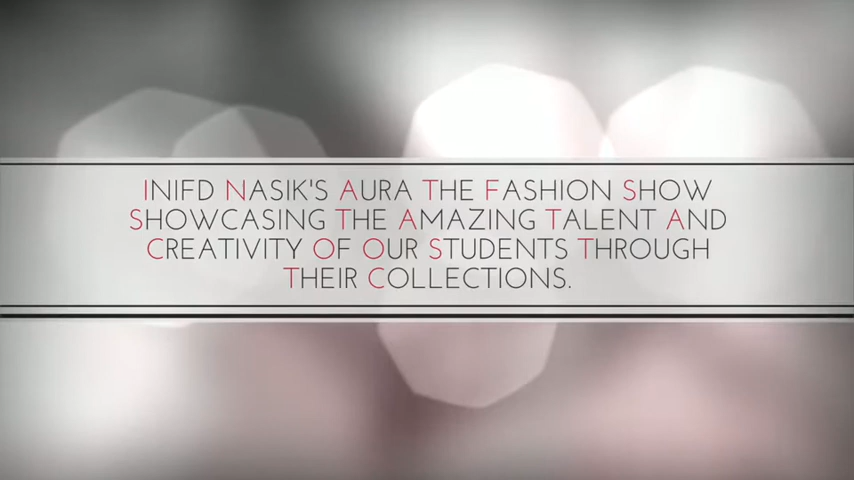 INIFD NASIK'S AURA THE FASHION SHOW
SHOWCASING THE AMAZING TALENT AND
CREATIVITY OF OUR STUDENTS THROUGH
THEIR COLLECTIONS.